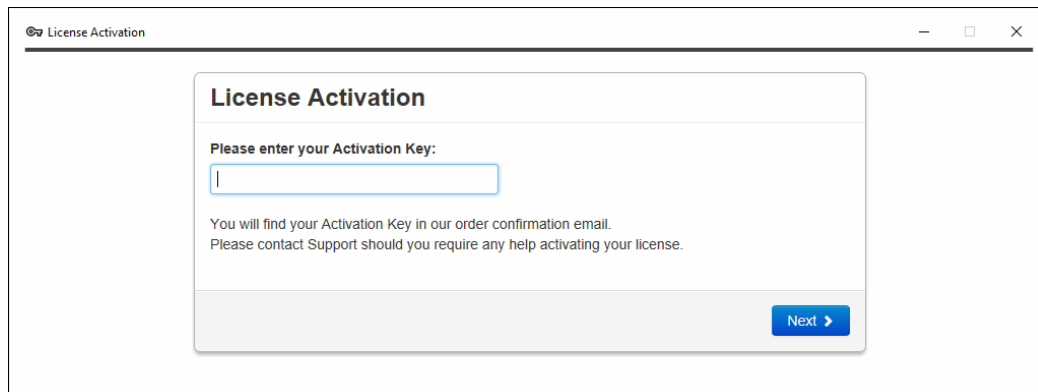 License Activation
License Activation
Please enter your Activation Key:
You will find your Activation Key in our order confirmation email.
Please contact Support should you require any help activating your license.
Next